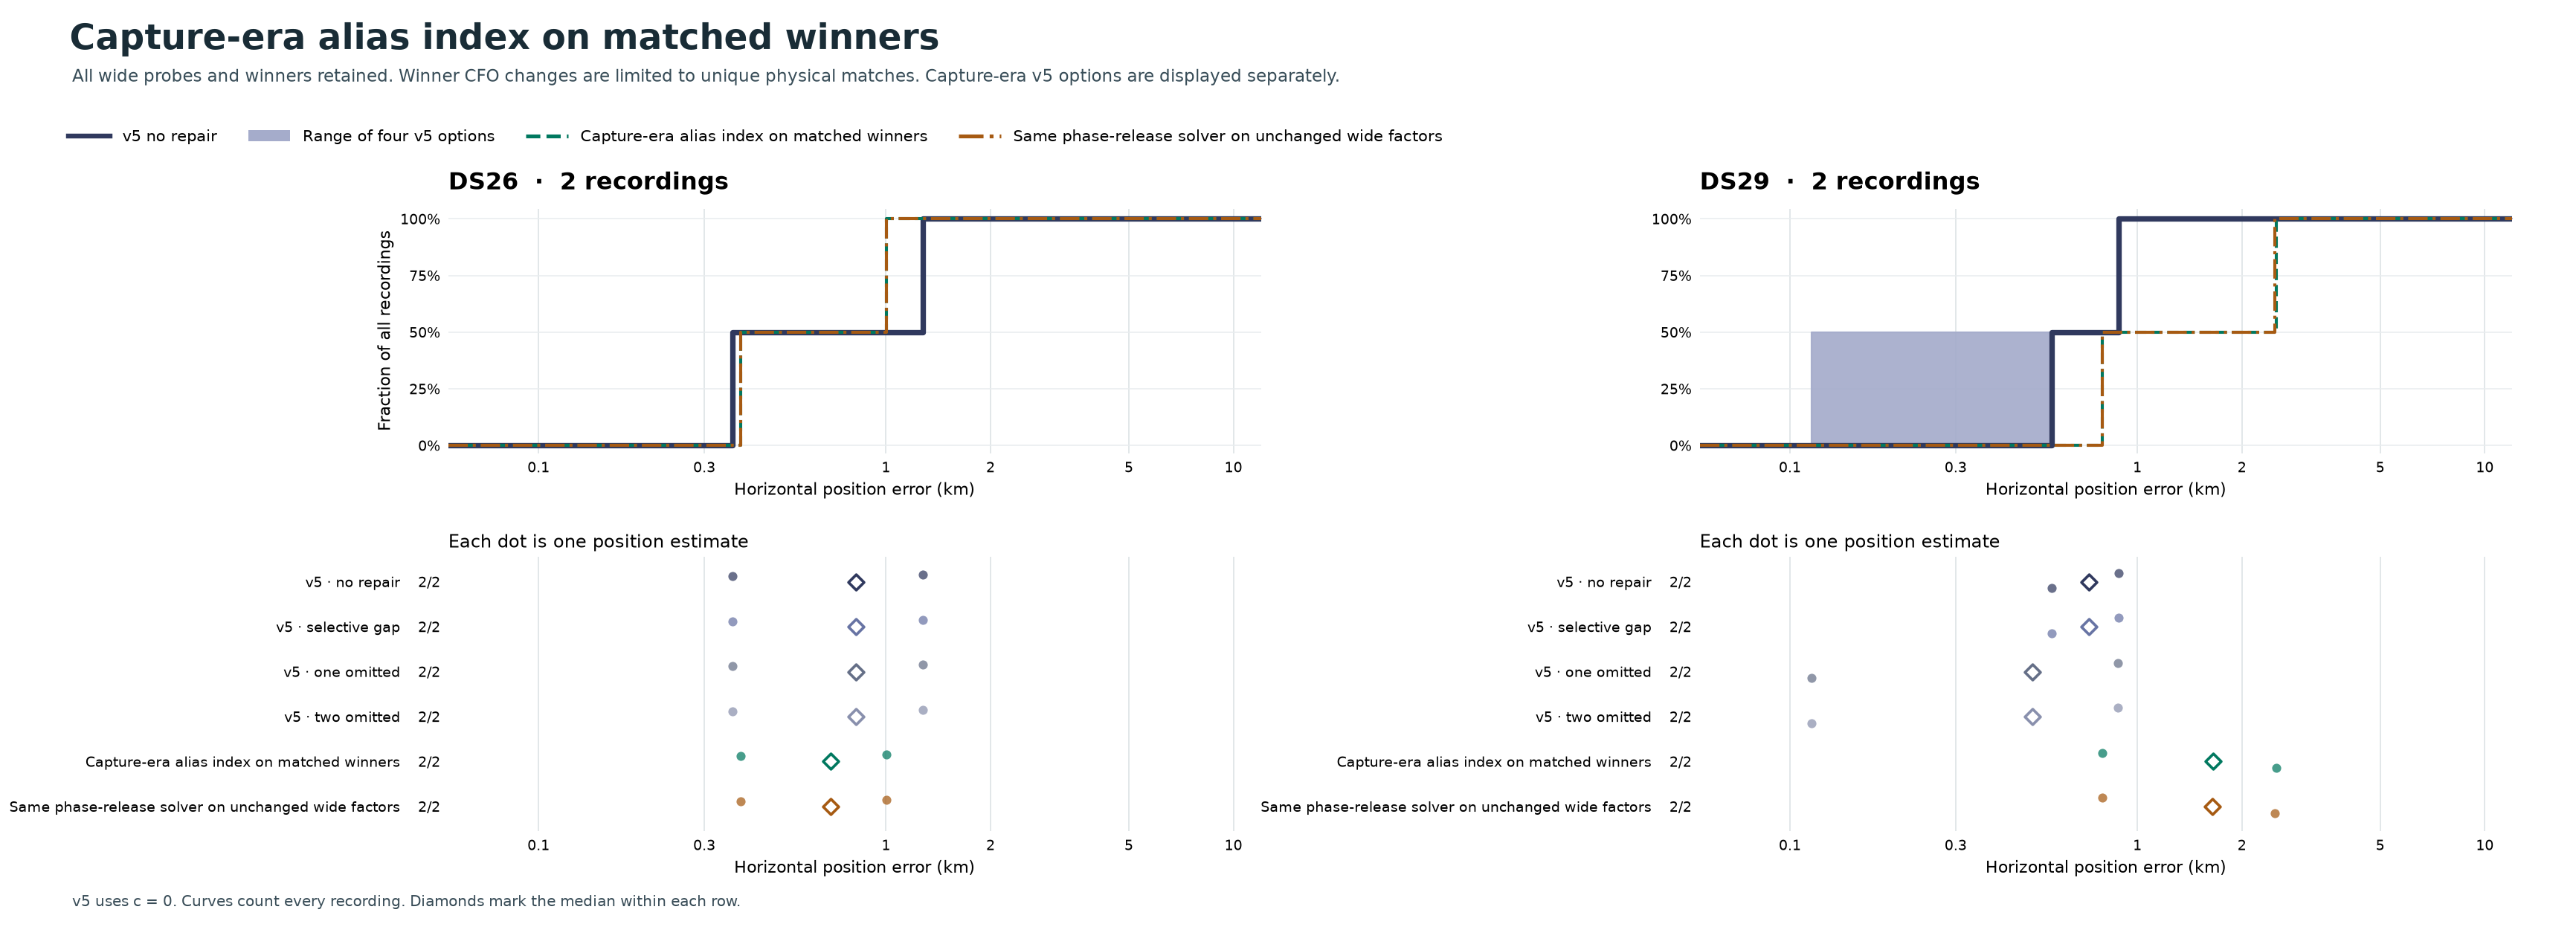 Capture-era alias index on matched winners
All wide probes and winners retained. Winner CFO changes are limited to unique physical matches. Capture-era v5 options are displayed separately.
v5 no repair
Range of four v5 options
Capture-era alias index on matched winners
Same phase-release solver on unchanged wide factors
DS26 · 2 recordings
Fraction of all recordings
100%
75%
50%
25%
0%
0.1 0.3 1 2 5 10
Horizontal position error (km)
DS29 · 2 recordings
100%
75%
50%
25%
0%
0.1 0.3 1 2 5 10
Horizontal position error (km)
Each dot is one position estimate
v5 · no repair 2/2
v5 · selective gap 2/2
v5 · one omitted 2/2
v5 · two omitted 2/2
Capture-era alias index on matched winners 2/2
Same phase-release solver on unchanged wide factors 2/2
0.1 0.3 1 2 5 10
Horizontal position error (km)
Each dot is one position estimate
v5 · no repair 2/2
v5 · selective gap 2/2
v5 · one omitted 2/2
v5 · two omitted 2/2
Capture-era alias index on matched winners 2/2
Same phase-release solver on unchanged wide factors 2/2
0.1 0.3 1 2 5 10
Horizontal position error (km)
v5 uses c = 0. Curves count every recording. Diamonds mark the median within each row.